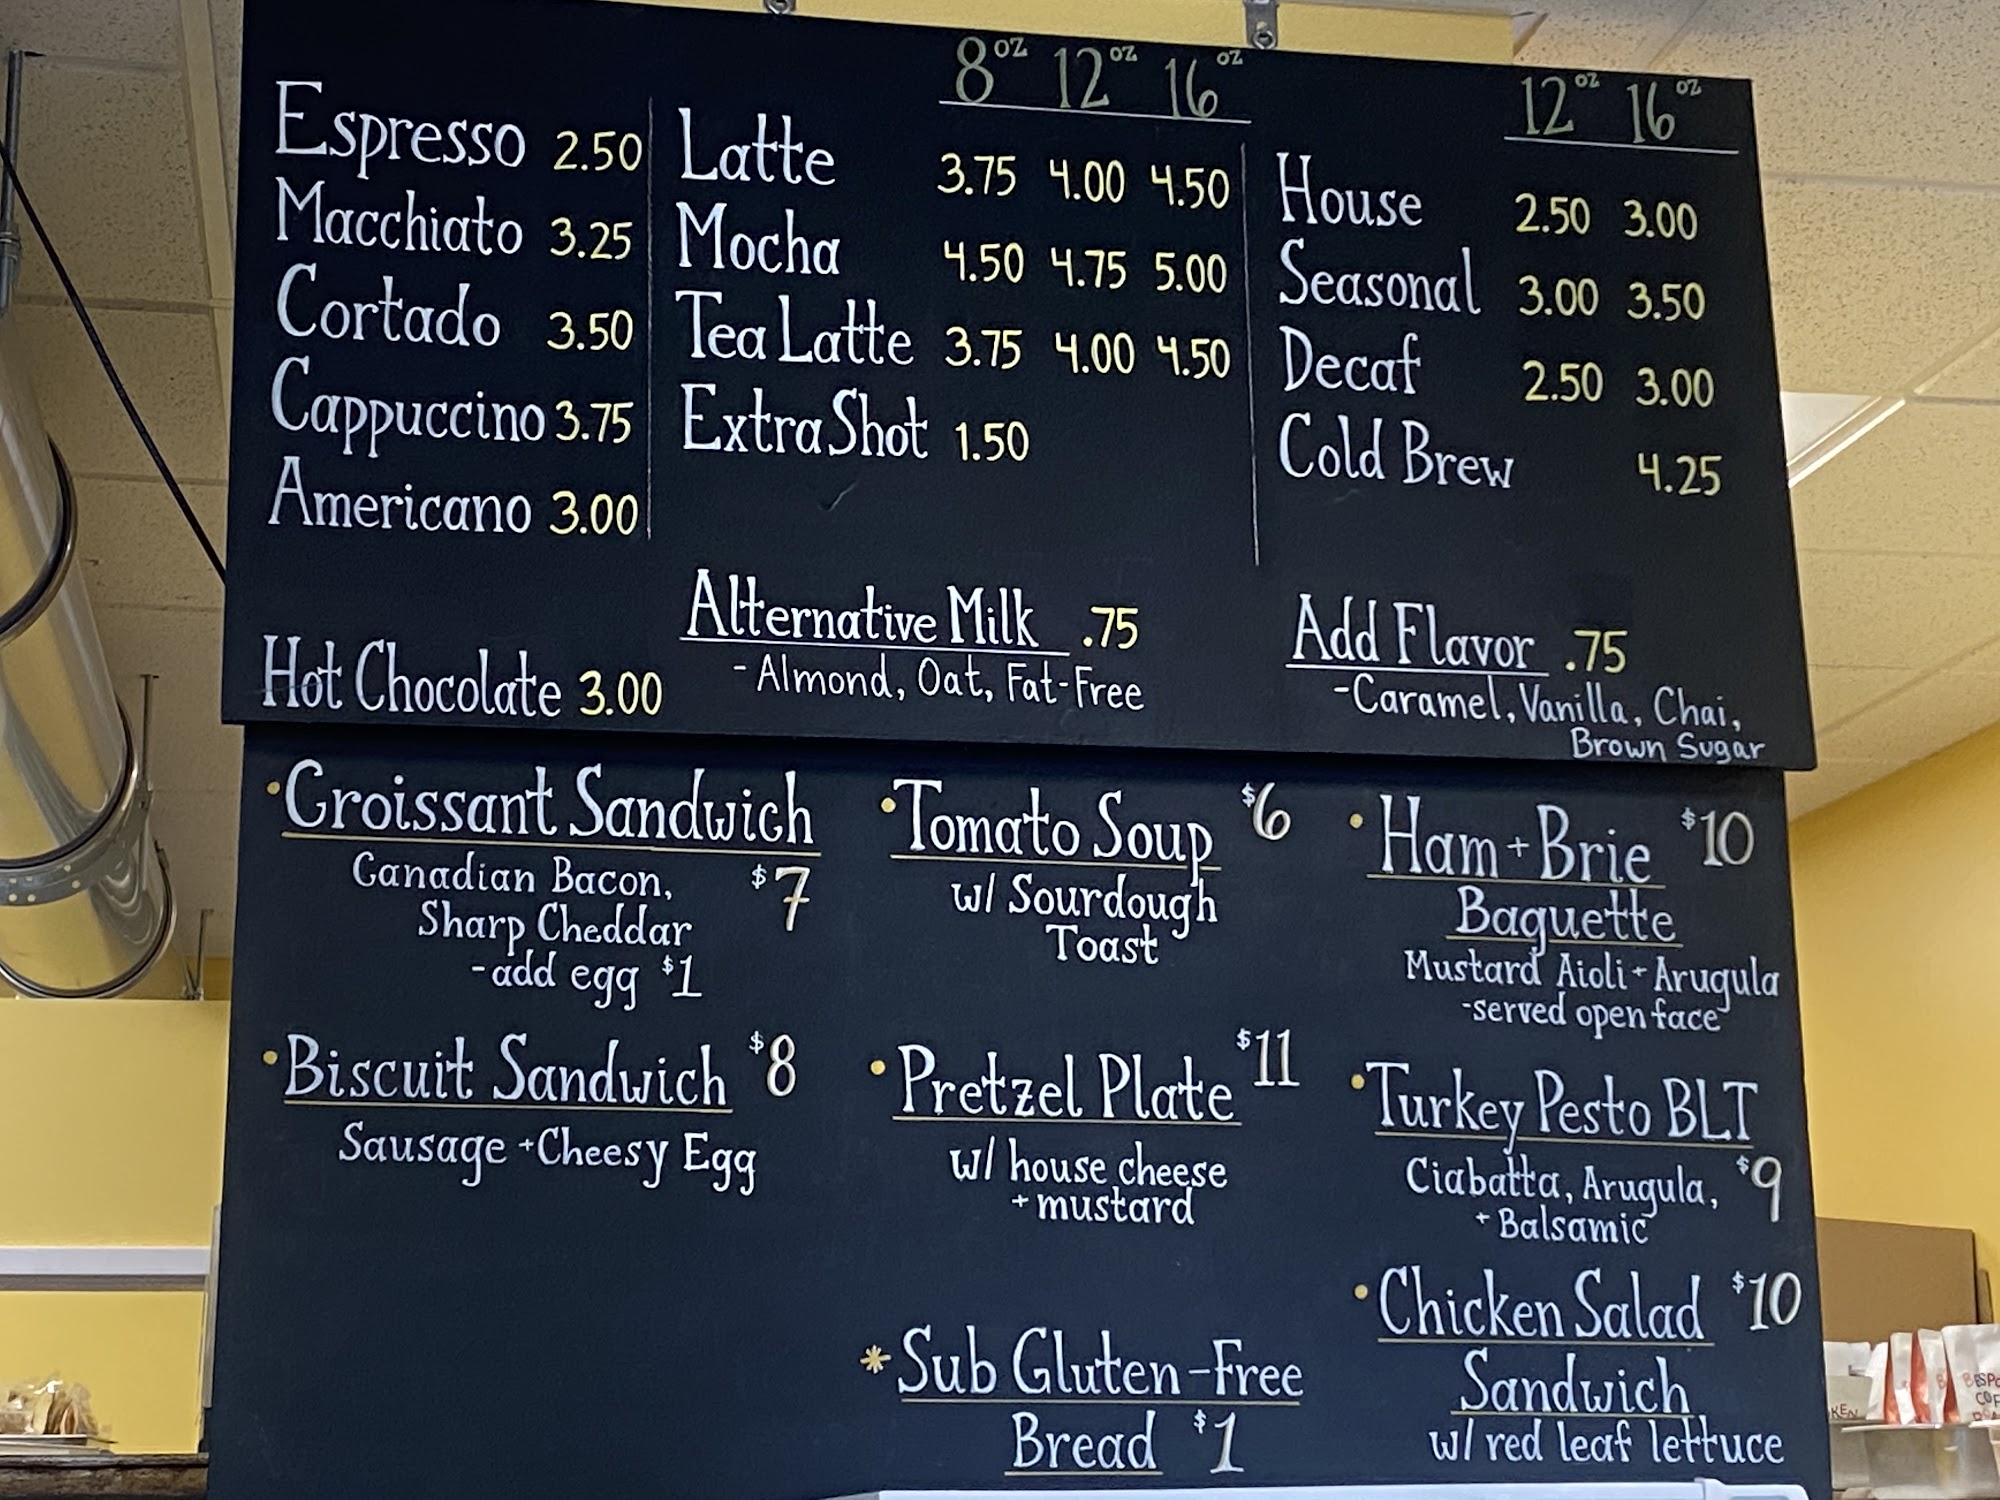 8oz 12oz 16oz
12oz 16oz
Espresso 2.50
Macchiato 3.25
Cortado 3.50
Cappuccino 3.75
Americano 3.00
Hot Chocolate 3.00
Latte 3.75 4.00 4.50
Mocha 4.50 4.75 5.00
Tea Latte 3.75 4.00 4.50
Extra Shot 1.50
Alternative Milk .75
-Almond, Oat, Fat-Free
House 2.50 3.00
Seasonal 3.00 3.50
Decaf 2.50 3.00
Cold Brew 4.25
Add Flavor .75
-Caramel, Vanilla, Chai,
Brown Sugar
•Croissant Sandwich
Canadian Bacon, $7
Sharp Cheddar
-add egg $1
•Biscuit Sandwich $8
Sausage + Cheesy Egg
•Tomato Soup $6
w/ Sourdough
Toast
•Pretzel Plate $11
w/ house cheese
+ mustard
*Sub Gluten-Free
Bread $1
•Ham + Brie $10
Baguette
Mustard Aioli + Arugula
-served open face
•Turkey Pesto BLT
Ciabatta, Arugula, $9
+ Balsamic
•Chicken Salad $10
Sandwich
w/ red leaf lettuce